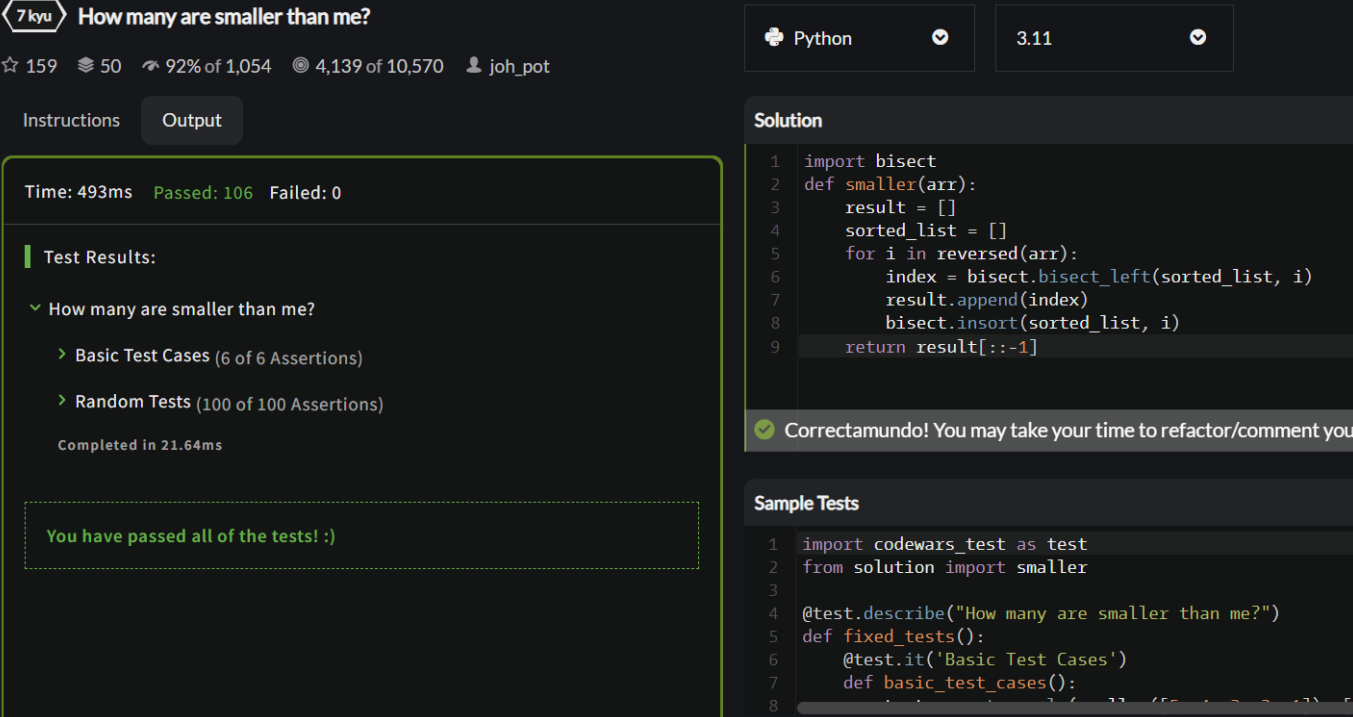 7 kyu How many are smaller than me?
159 50 92% of 1,054 4,139 of 10,570 joh_pot
Instructions Output
Time: 493ms Passed: 106 Failed: 0
Test Results:
How many are smaller than me?
Basic Test Cases (6 of 6 Assertions)
Random Tests (100 of 100 Assertions)
Completed in 21.64ms
You have passed all of the tests! :)
Python 3.11
Solution
1 import bisect
2 def smaller(arr):
3     result = []
4     sorted_list = []
5     for i in reversed(arr):
6         index = bisect.bisect_left(sorted_list, i)
7         result.append(index)
8         bisect.insort(sorted_list, i)
9     return result[::-1]
Correctamundo! You may take your time to refactor/comment you
Sample Tests
1 import codewars_test as test
2 from solution import smaller
3
4 @test.describe("How many are smaller than me?")
5 def fixed_tests():
6     @test.it('Basic Test Cases')
7     def basic_test_cases():
8